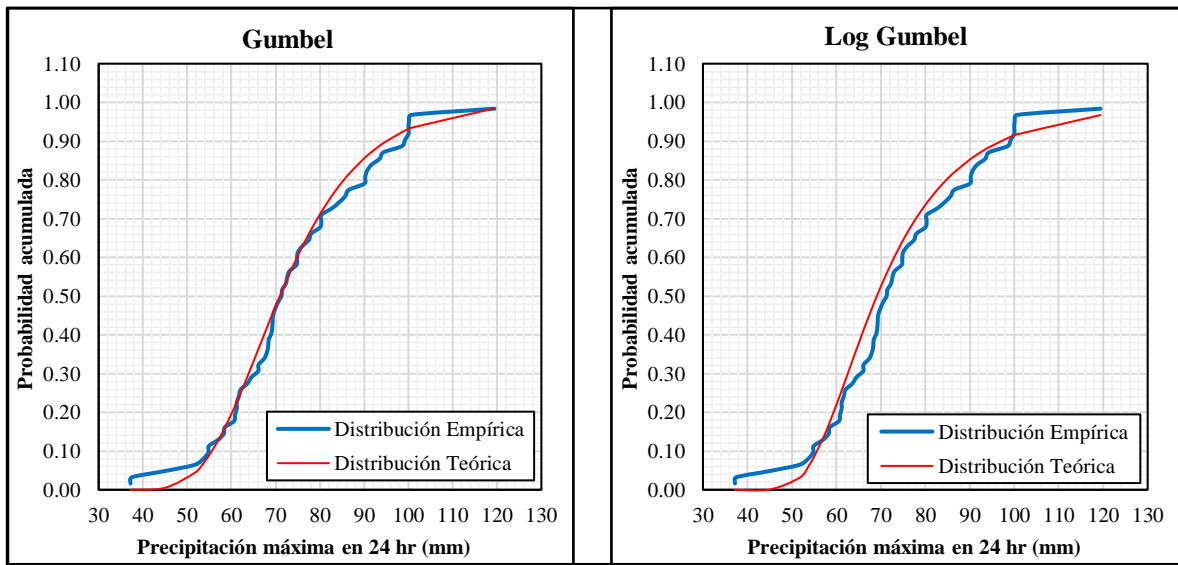 Gumbel
Probabilidad acumulada
1.10
1.00
0.90
0.80
0.70
0.60
0.50
0.40
0.30
0.20
0.10
0.00
30 40 50 60 70 80 90 100 110 120 130
Precipitación máxima en 24 hr (mm)
Distribución Empírica
Distribución Teórica
Log Gumbel
Probabilidad acumulada
1.10
1.00
0.90
0.80
0.70
0.60
0.50
0.40
0.30
0.20
0.10
0.00
30 40 50 60 70 80 90 100 110 120 130
Precipitación máxima en 24 hr (mm)
Distribución Empírica
Distribución Teórica